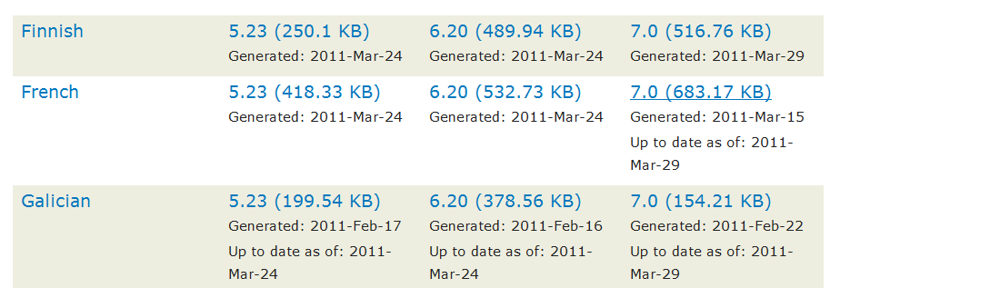 Finnish
5.23 (250.1 KB)
Generated: 2011-Mar-24
6.20 (489.94 KB)
Generated: 2011-Mar-24
7.0 (516.76 KB)
Generated: 2011-Mar-29
French
5.23 (418.33 KB)
Generated: 2011-Mar-24
6.20 (532.73 KB)
Generated: 2011-Mar-24
7.0 (683.17 KB)
Generated: 2011-Mar-15
Up to date as of: 2011-
Mar-29
Galician
5.23 (199.54 KB)
Generated: 2011-Feb-17
Up to date as of: 2011-
Mar-24
6.20 (378.56 KB)
Generated: 2011-Feb-16
Up to date as of: 2011-
Mar-24
7.0 (154.21 KB)
Generated: 2011-Feb-22
Up to date as of: 2011-
Mar-29